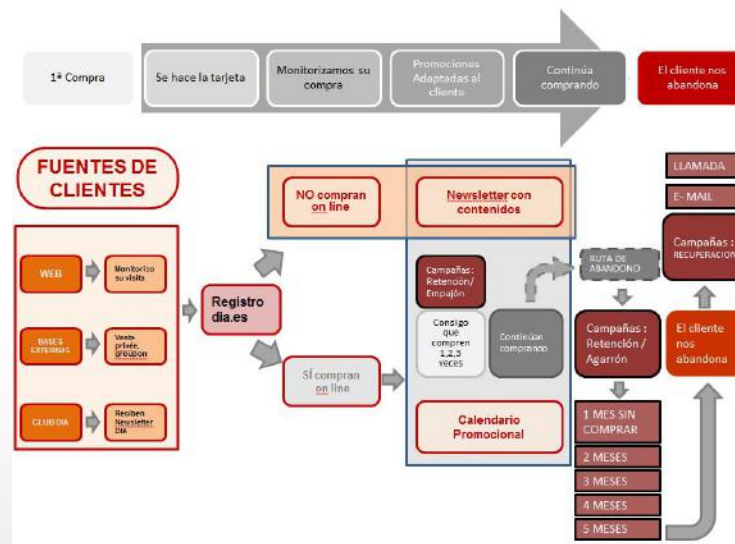 1ª Compra
Se hace la tarjeta
Monitorizamos su
compra
Promociones
Adaptadas al
cliente
Continúa
comprando
El cliente nos
abandona
FUENTES DE
CLIENTES
WEB
Monitorizo
su visita
BASES
EXTERNAS
Vente
privée,
groupon
CLUB DIA
Reciben
Newsletter
DIA
Registro
dia.es
NO compran
on line
SÍ compran
on line
Newsletter con
contenidos
Campañas:
Retención/
Empujón
Consigo
que
compren
1,2,3
veces
Continúan
comprando
Calendario
Promocional
RUTA DE
ABANDONO
Campañas:
Retención /
Agarrón
1 MES SIN
COMPRAR
2 MESES
3 MESES
4 MESES
5 MESES
LLAMADA
E- MAIL
Campañas:
RECUPERACION
El cliente
nos
abandona